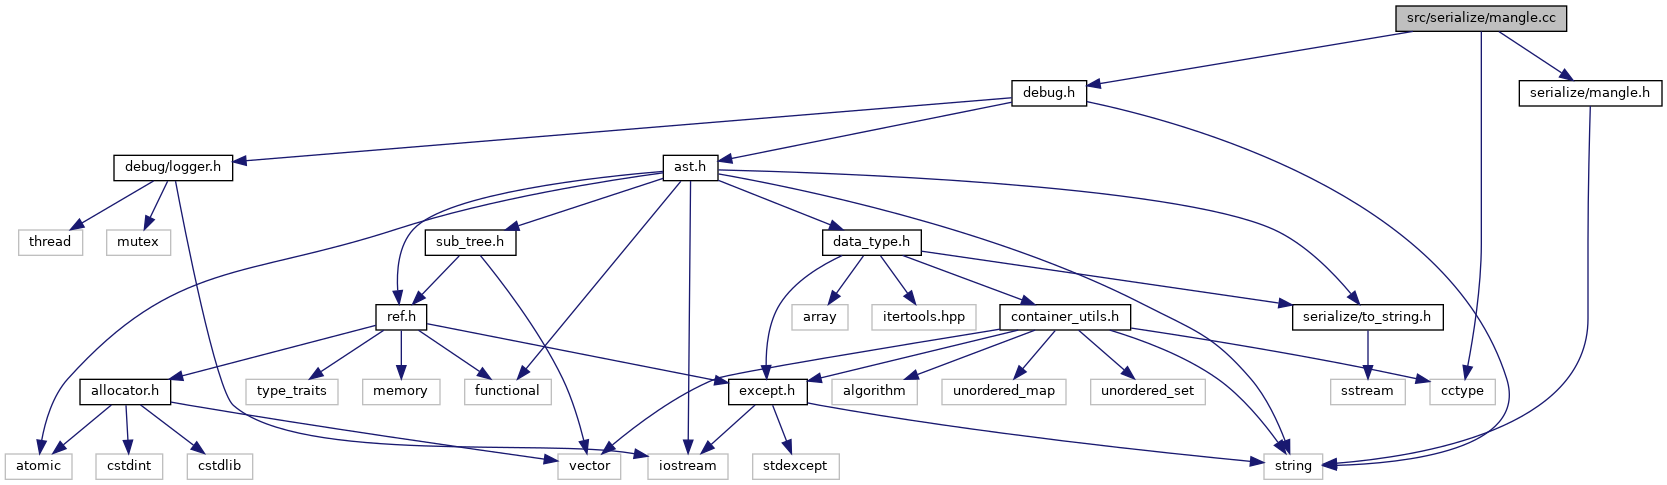 src/serialize/mangle.cc
debug.h
serialize/mangle.h
debug/logger.h
ast.h
thread
mutex
sub_tree.h
data_type.h
ref.h
array
itertools.hpp
container_utils.h
serialize/to_string.h
allocator.h
type_traits
memory
functional
except.h
algorithm
unordered_map
unordered_set
sstream
cctype
atomic
cstdint
cstdlib
vector
iostream
stdexcept
string